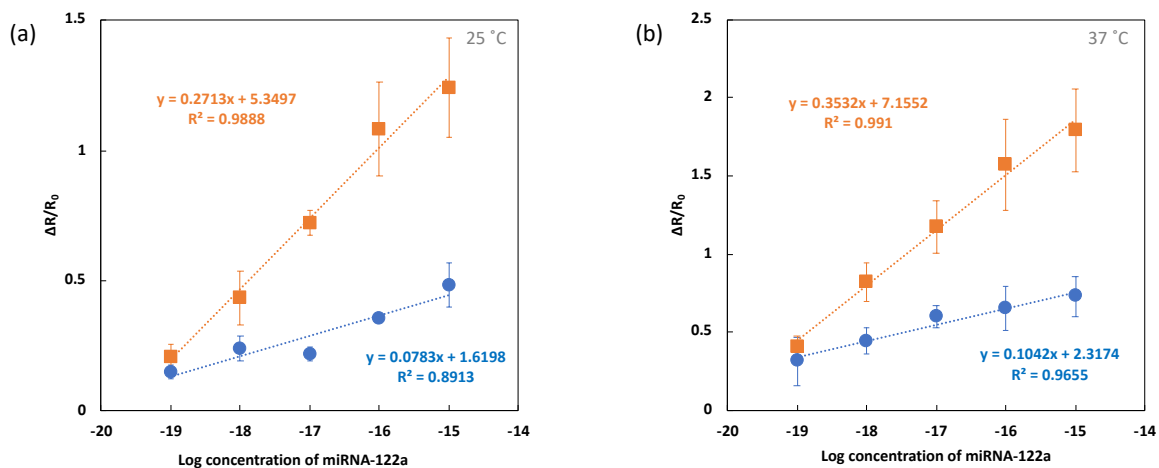 (a)
25 ˚C
1.5
1
0.5
0
ΔR/R₀
y = 0.2713x + 5.3497
R² = 0.9888
y = 0.0783x + 1.6198
R² = 0.8913
-20 -19 -18 -17 -16 -15 -14
Log concentration of miRNA-122a
(b)
37 ˚C
2.5
2
1.5
1
0.5
0
ΔR/R₀
y = 0.3532x + 7.1552
R² = 0.991
y = 0.1042x + 2.3174
R² = 0.9655
-20 -19 -18 -17 -16 -15 -14
Log concentration of miRNA-122a